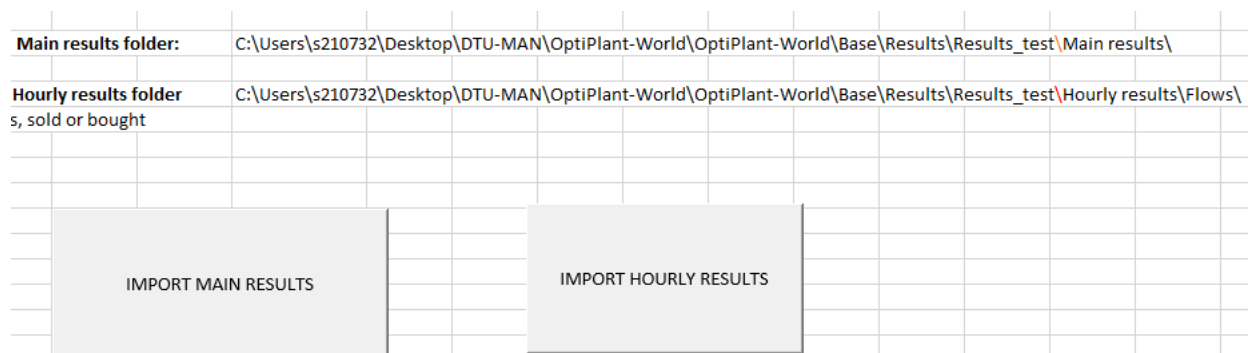 Main results folder: C:\Users\s210732\Desktop\DTU-MAN\OptiPlant-World\OptiPlant-World\Base\Results\Results_test\Main results\
Hourly results folder C:\Users\s210732\Desktop\DTU-MAN\OptiPlant-World\OptiPlant-World\Base\Results\Results_test\Hourly results\Flows\
s, sold or bought
IMPORT MAIN RESULTS
IMPORT HOURLY RESULTS